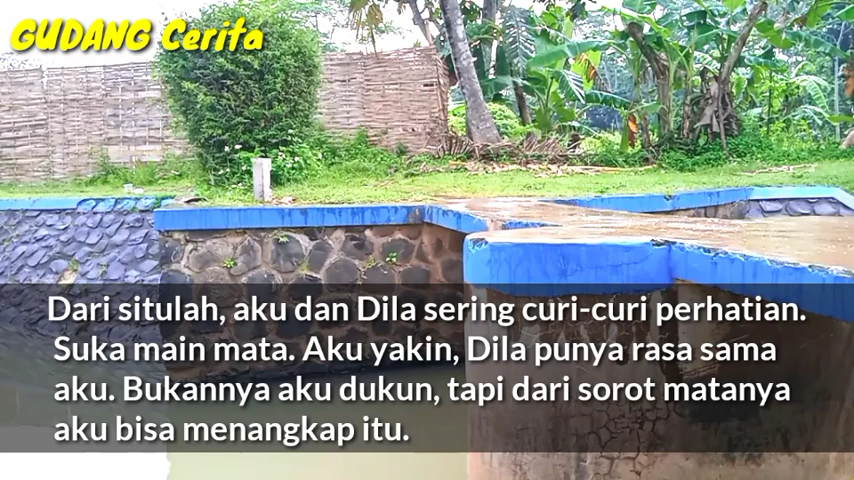 GUDANG Cerita
Dari situlah, aku dan Dila sering curi-curi perhatian.
Suka main mata. Aku yakin, Dila punya rasa sama
aku. Bukannya aku dukun, tapi dari sorot matanya
aku bisa menangkap itu.